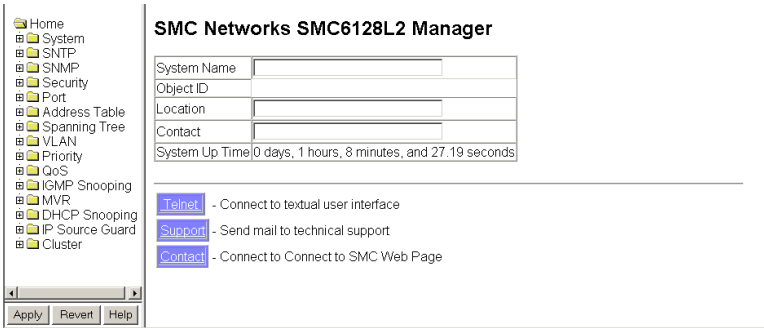 Home
System
SNTP
SNMP
Security
Port
Address Table
Spanning Tree
VLAN
Priority
QoS
IGMP Snooping
MVR
DHCP Snooping
IP Source Guard
Cluster
Apply
Revert
Help
SMC Networks SMC6128L2 Manager
System Name
Object ID
Location
Contact
System Up Time 0 days, 1 hours, 8 minutes, and 27.19 seconds
Telnet - Connect to textual user interface
Support - Send mail to technical support
Contact - Connect to Connect to SMC Web Page